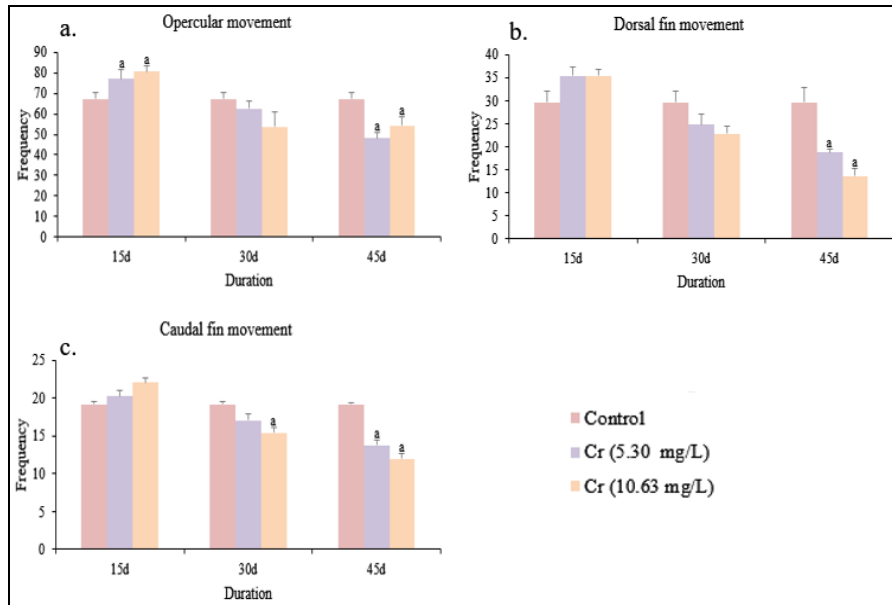 a.
Opercular movement
90
80
70
60
50
40
30
20
10
0
Frequency
a
a
a
a
15d
30d
45d
Duration
b.
Dorsal fin movement
40
35
30
25
20
15
10
5
0
Frequency
a
a
15d
30d
45d
Duration
c.
Caudal fin movement
25
20
15
10
5
0
Frequency
a
a
a
15d
30d
45d
Duration
Control
Cr (5.30 mg/L)
Cr (10.63 mg/L)